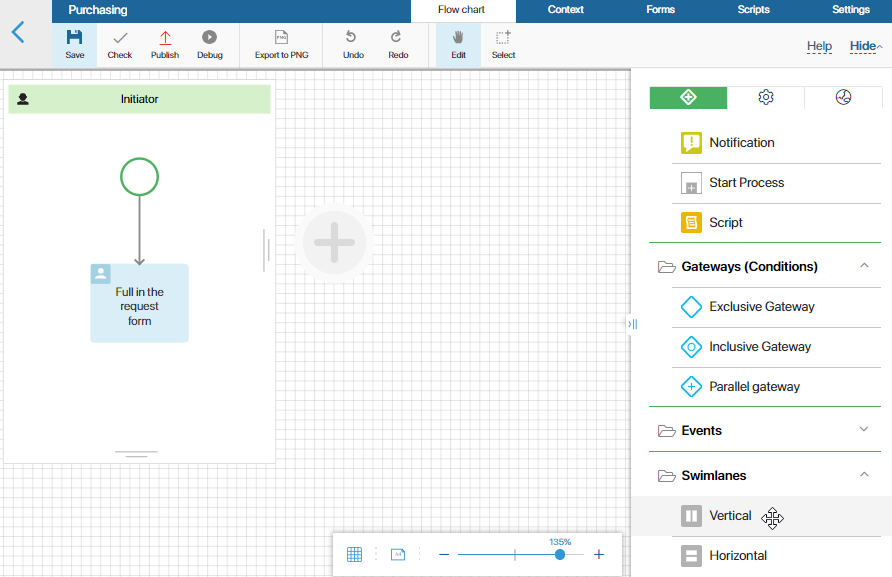 Purchasing
Flow chart
Context
Forms
Scripts
Settings
Save
Check
Publish
Debug
PNG
Export to PNG
Undo
Redo
Edit
Select
Help
Hide
Initiator
Full in the
request
form
Notification
Start Process
Script
Gateways (Conditions)
Exclusive Gateway
Inclusive Gateway
Parallel gateway
Events
Swimlanes
Vertical
Horizontal
A4
135%